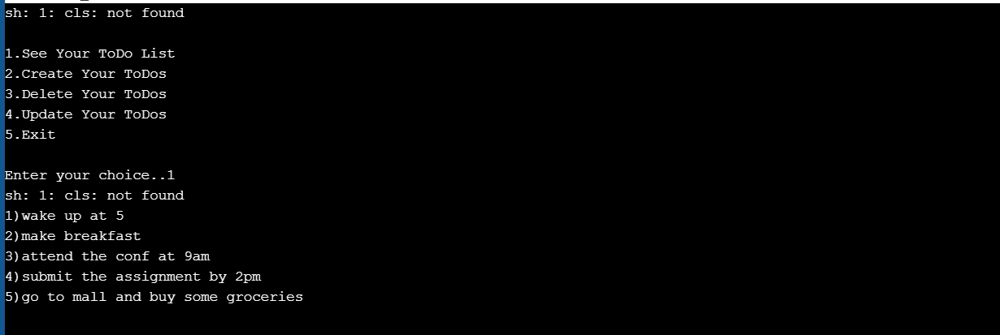 sh: 1: cls: not found
1.See Your ToDo List
2.Create Your ToDos
3.Delete Your ToDos
4.Update Your ToDos
5.Exit
Enter your choice..1
sh: 1: cls: not found
1)wake up at 5
2)make breakfast
3)attend the conf at 9am
4)submit the assignment by 2pm
5)go to mall and buy some groceries